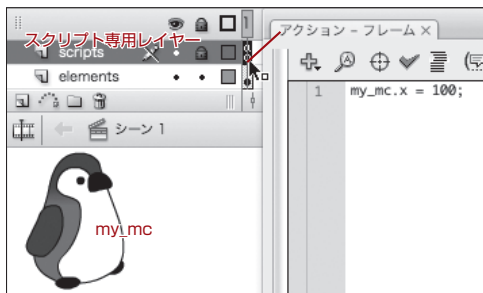 1
アクション - フレーム ×
スクリプト専用レイヤー
scripts
elements
1 my_mc.x = 100;
シーン 1
my_mc